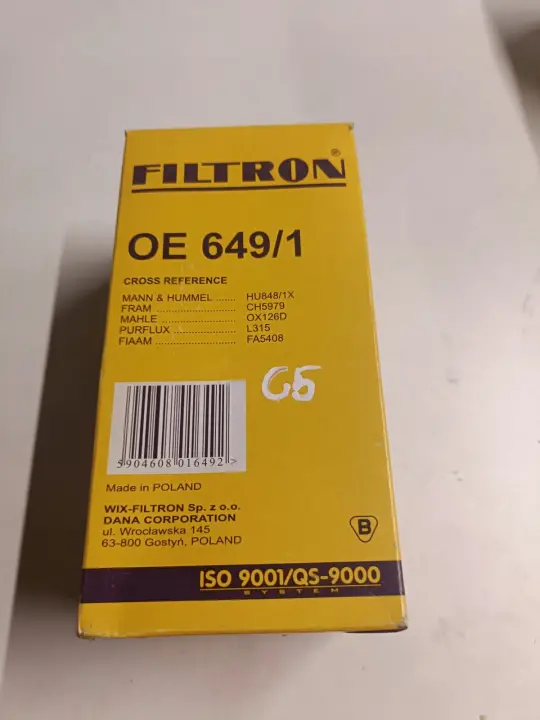 FILTRON®
OE 649/1
CROSS REFERENCE
MANN & HUMMEL ...... HU848/1X
FRAM ........................ CH5979
MAHLE ...................... OX126D
PURFLUX ................... L315
FIAAM ........................ FA5408
G5
5904608016492>
Made in POLAND
WIX-FILTRON Sp. z o.o.
DANA CORPORATION
ul. Wrocławska 145
63-800 Gostyń, POLAND
B
ISO 9001/QS-9000
SYSTEM